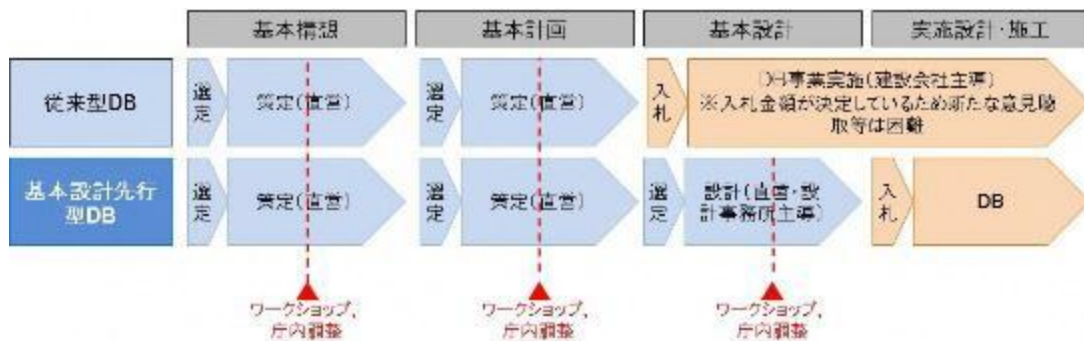 基本構想
基本計画
基本設計
実施設計・施工
従来型DB
選定
策定(直営)
選定
策定(直営)
入札
DB事業実施(建設会社主導)
※入札金額が決定しているため新たな意見聴
取等は困難
基本設計先行
型DB
選定
策定(直営)
選定
策定(直営)
選定
設計(直営・設
計事務所主導)
入札
DB
ワークショップ、
庁内調整
ワークショップ、
庁内調整
ワークショップ、
庁内調整